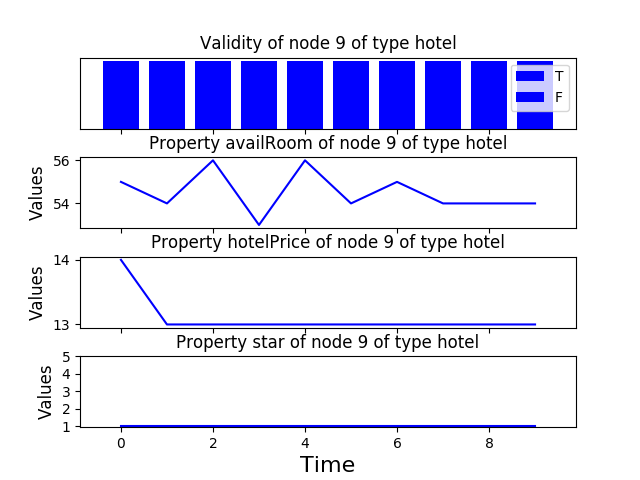 Validity of node 9 of type hotel
T
F
Property availRoom of node 9 of type hotel
56
54
Values
Property hotelPrice of node 9 of type hotel
14
13
Values
Property star of node 9 of type hotel
5
4
3
2
1
Values
0 2 4 6 8
Time